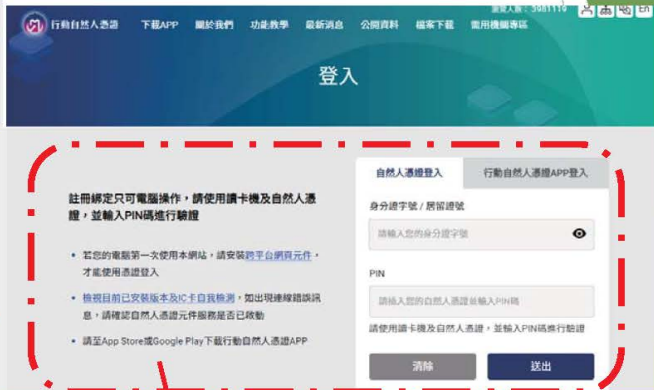 瀏覽人數：3981119
En
行動自然人憑證 下載APP 關於我們 功能教學 最新消息 公開資料 檔案下載 需用機關專區
登入
註冊綁定只可電腦操作，請使用讀卡機及自然人憑
證，並輸入PIN碼進行驗證
• 若您的電腦第一次使用本網站，請安裝跨平台網頁元件，
才能使用憑證登入
• 檢視目前已安裝版本及IC卡自我檢測，如出現連線錯誤訊
息，請確認自然人憑證元件服務是否已啟動
• 請至App Store或Google Play下載行動自然人憑證APP
自然人憑證登入 行動自然人憑證APP登入
身分證字號 / 居留證號
請輸入您的身分證字號
PIN
請插入您的自然人憑證並輸入PIN碼
請使用讀卡機及自然人憑證，並輸入PIN碼進行驗證
清除 送出